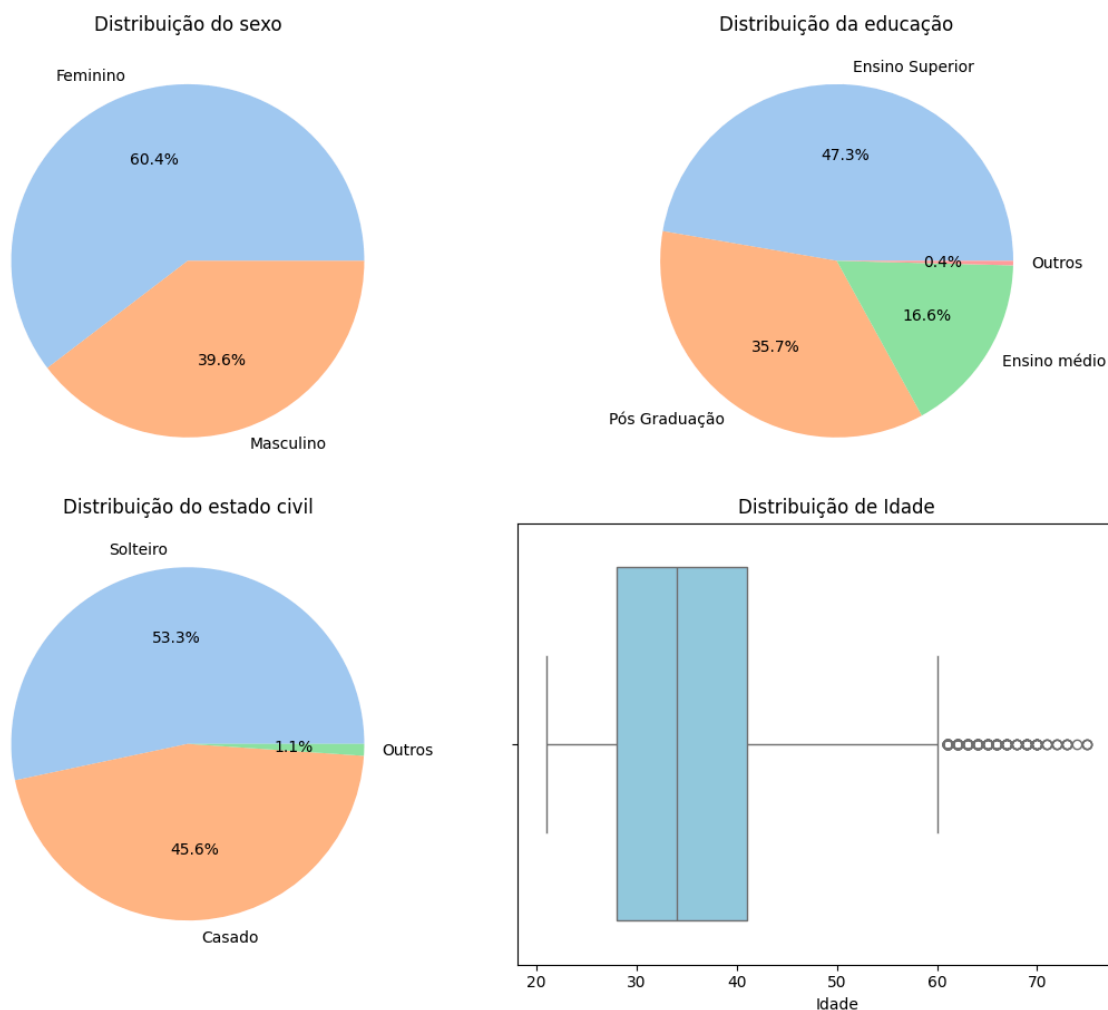 Distribuição do sexo
Feminino
60.4%
39.6%
Masculino
Distribuição da educação
Ensino Superior
47.3%
0.4%
Outros
16.6%
Ensino médio
35.7%
Pós Graduação
Distribuição do estado civil
Solteiro
53.3%
1.1%
Outros
45.6%
Casado
Distribuição de Idade
20 30 40 50 60 70
Idade